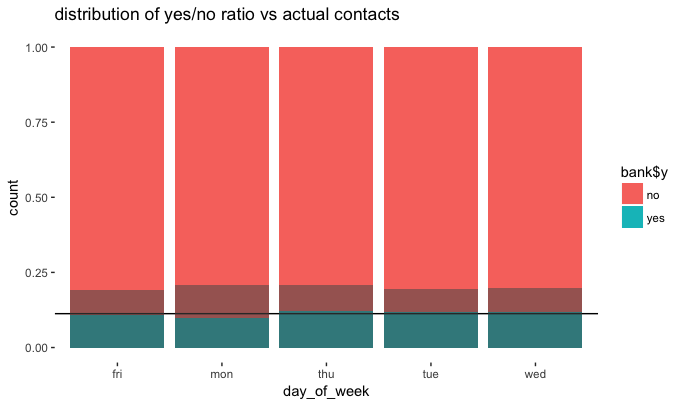 distribution of yes/no ratio vs actual contacts
1.00
0.75
0.50
0.25
0.00
count
fri mon thu tue wed
day_of_week
bank$y
no
yes